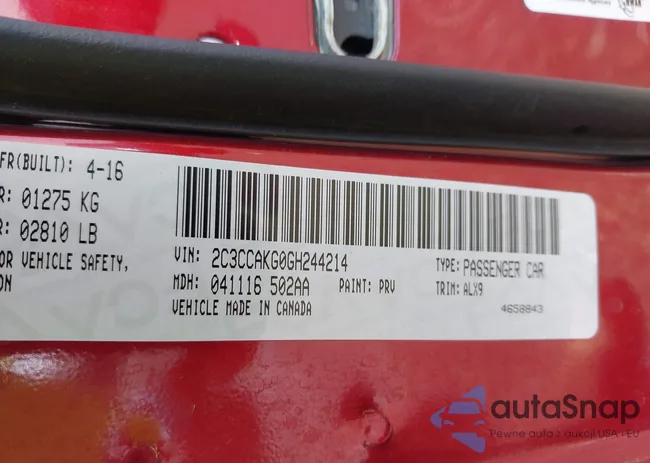 FR(BUILT): 4-16
R: 01275 KG
R: 02810 LB
OR VEHICLE SAFETY,
ON
VIN: 2C3CCAKG0GH244214
TYPE: PASSENGER CAR
MDH: 041116 502AA
PAINT: PRV
TRIM: ALX9
VEHICLE MADE IN CANADA
4658843
autaSnap
Pewne auta z aukcji USA i EU